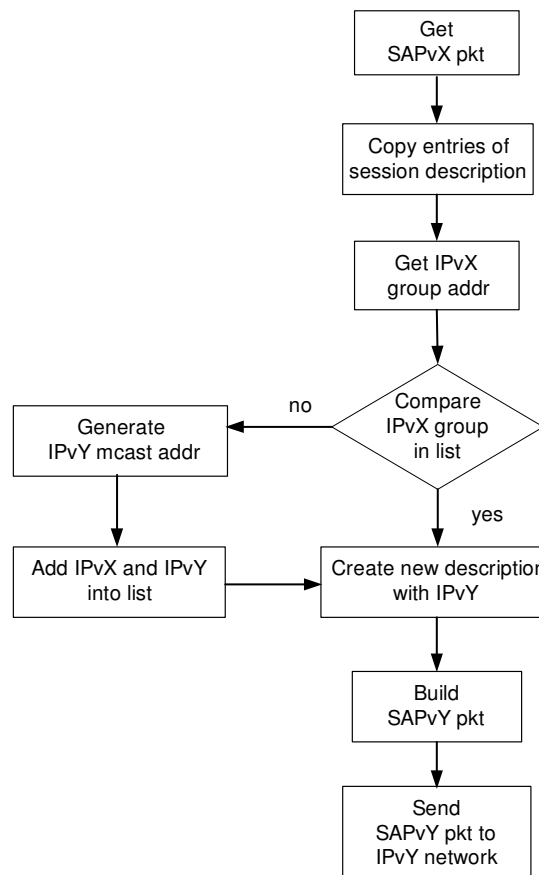 Get
SAPvX pkt
Copy entries of
session description
Get IPvX
group addr
Compare
IPvX group
in list
no
Generate
IPvY mcast addr
yes
Add IPvX and IPvY
into list
Create new description
with IPvY
Build
SAPvY pkt
Send
SAPvY pkt to
IPvY network